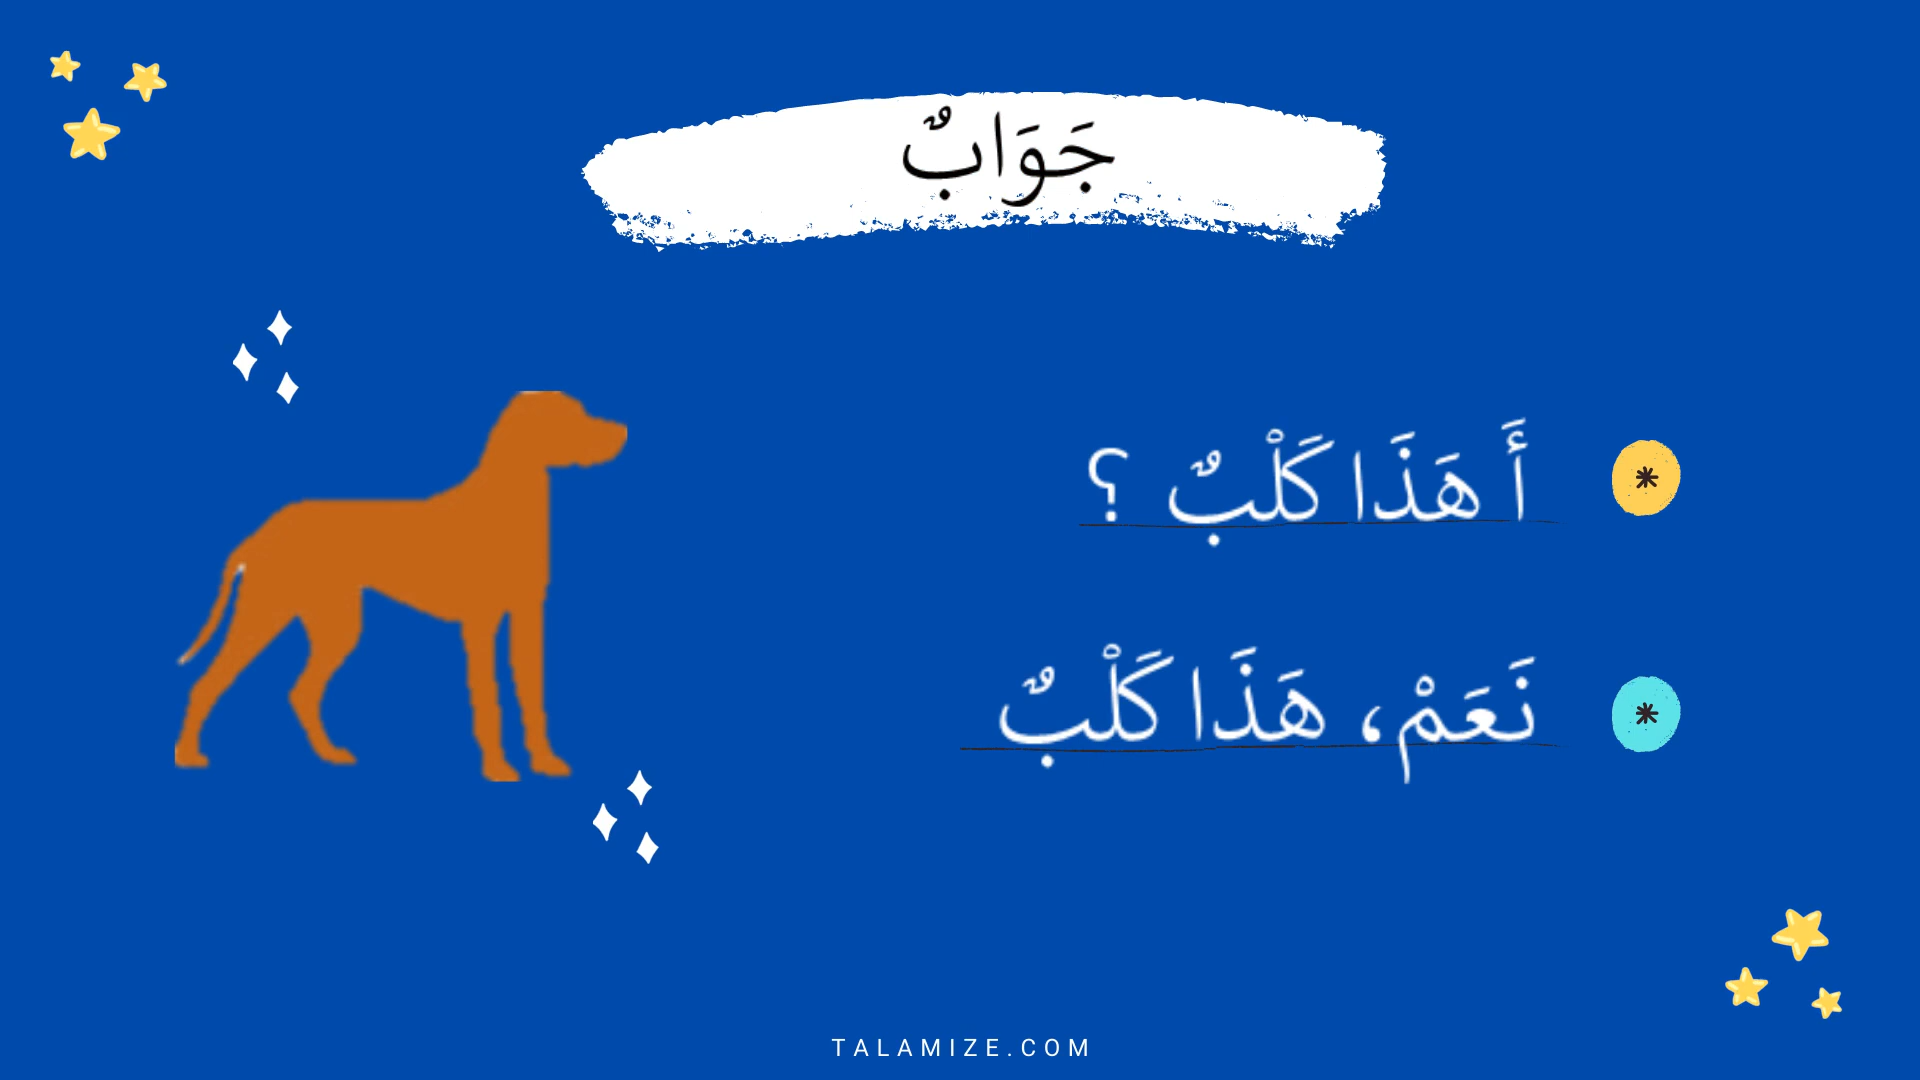 جَوَابٌ
أَ هَذَا كَلْبٌ ؟
نَعَمْ، هَذَا كَلْبٌ
TALAMIZE.COM